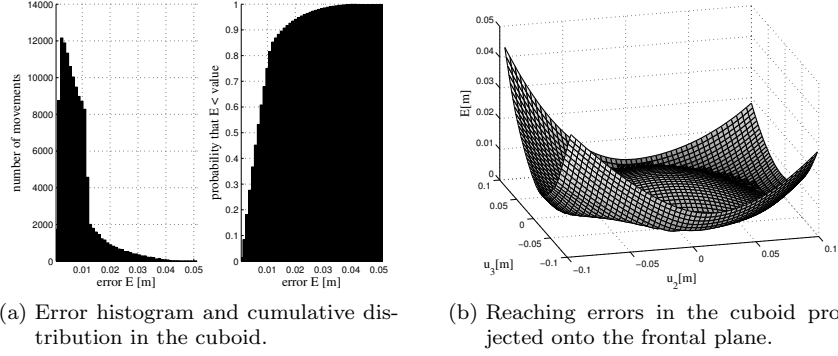 14000
12000
10000
8000
6000
4000
2000
0
number of movements
0.01 0.02 0.03 0.04 0.05
error E [m]
1
0.9
0.8
0.7
0.6
0.5
0.4
0.3
0.2
0.1
0
probability that E < value
0.01 0.02 0.03 0.04 0.05
error E [m]
(a) Error histogram and cumulative dis-
tribution in the cuboid.
0.05
0.04
0.03
0.02
0.01
0
E[m]
0.1
0.05
0
−0.05
−0.1
u3[m]
−0.1
−0.05
0
0.05
0.1
u2[m]
0.1
(b) Reaching errors in the cuboid pro
jected onto the frontal plane.